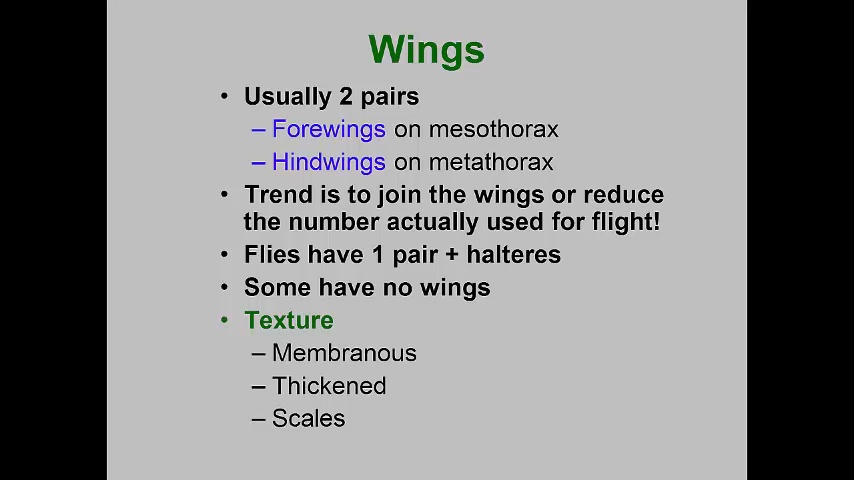 Wings
• Usually 2 pairs
– Forewings on mesothorax
– Hindwings on metathorax
• Trend is to join the wings or reduce
the number actually used for flight!
• Flies have 1 pair + halteres
• Some have no wings
• Texture
– Membranous
– Thickened
– Scales